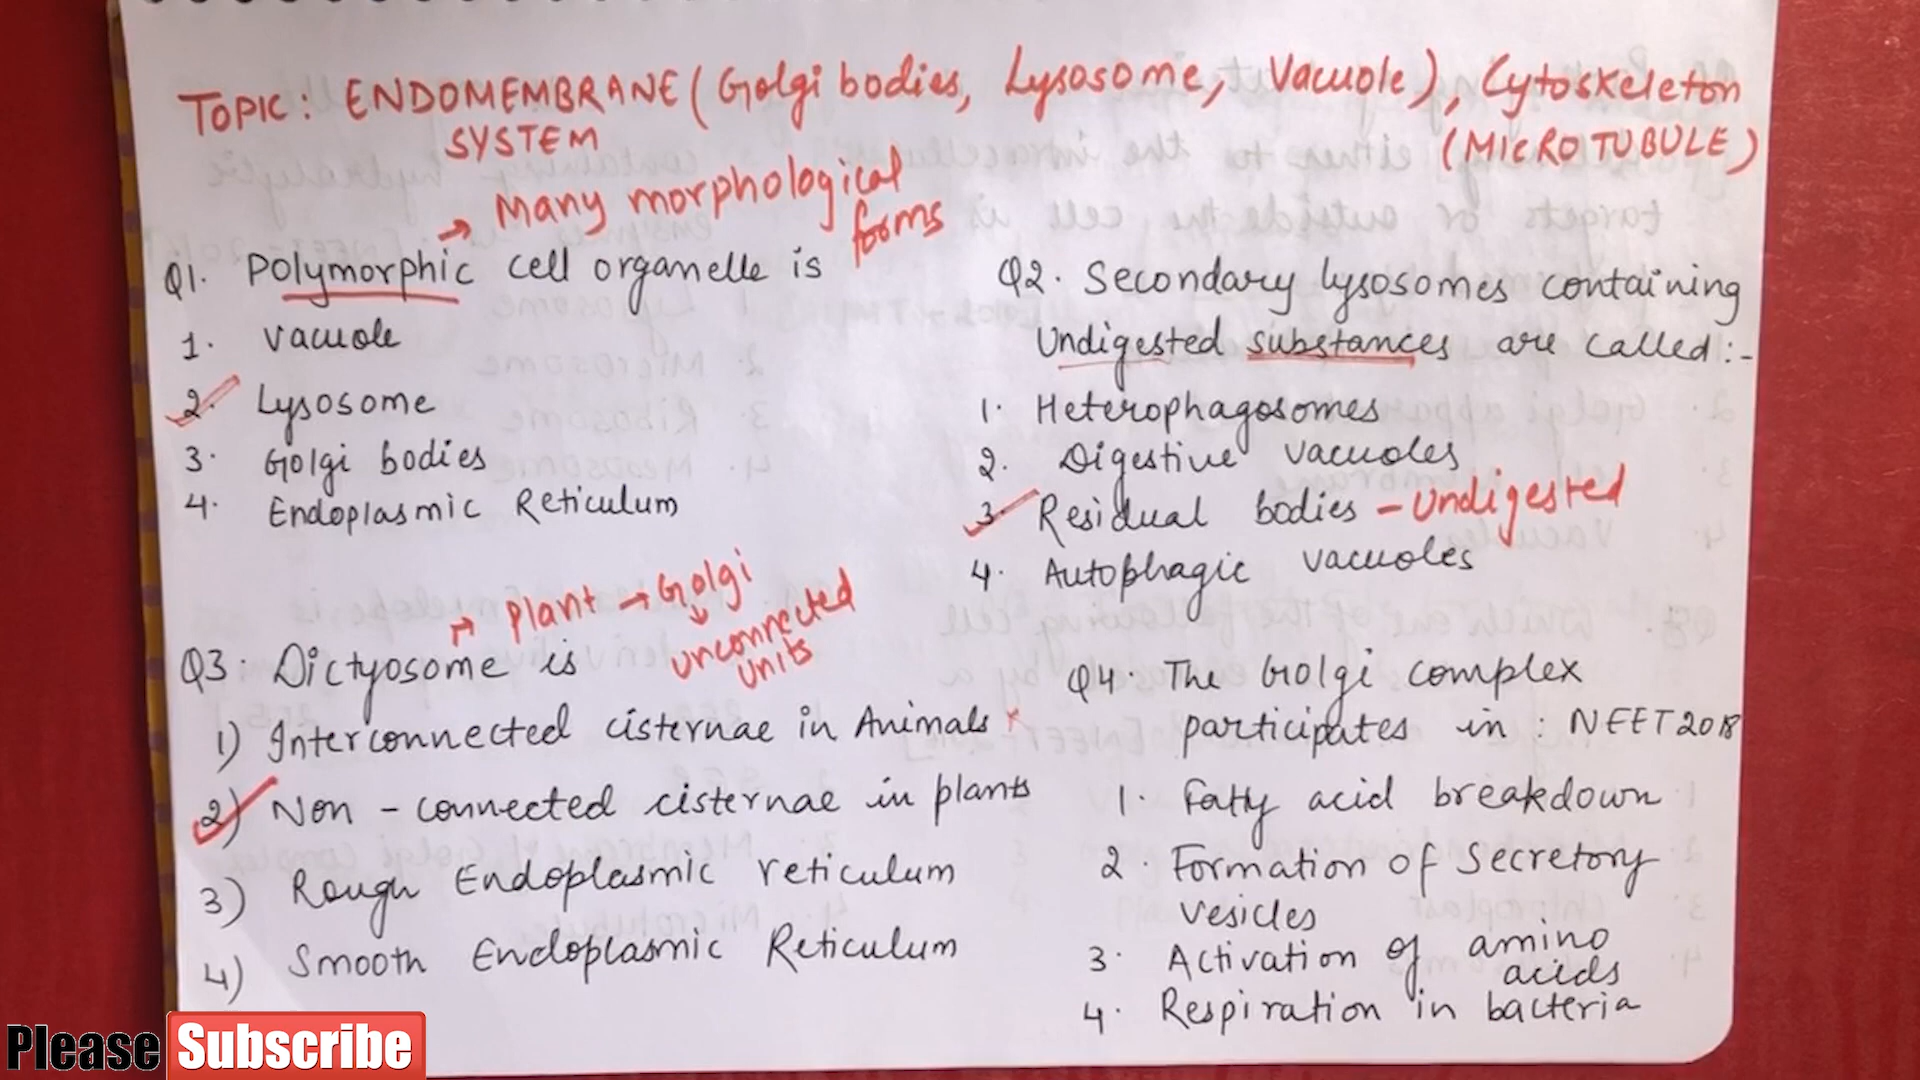 TOPIC: ENDOMEMBRANE (Golgi bodies, Lysosome, Vacuole), Cytoskeleton
SYSTEM (MICROTUBULE)
→ Many morphological
forms
Q1. Polymorphic cell organelle is
1. Vacuole
2. Lysosome
3. Golgi bodies
4. Endoplasmic Reticulum
Q2. Secondary lysosomes containing
Undigested substances are called:-
1. Heterophagosomes
2. Digestive vacuoles
3. Residual bodies - Undigested
4. Autophagic vacuoles
→ Plant → Golgi
↓
unconnected
units
Q3. Dictyosome is
1) Interconnected cisternae in Animals ×
2) Non-connected cisternae in plants
3) Rough Endoplasmic reticulum
4) Smooth Endoplasmic Reticulum
Q4. The Golgi complex
participates in: NEET 2018
1. Fatty acid breakdown
2. Formation of Secretory
vesicles
3. Activation of amino
acids
4. Respiration in bacteria
Please Subscribe